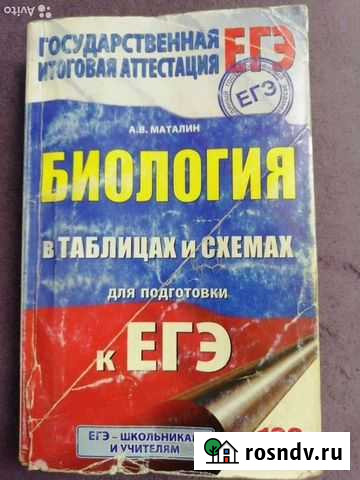 Avito
ГОСУДАРСТВЕННАЯ
ИТОГОВАЯ АТТЕСТАЦИЯ
ЕГЭ
ЕГЭ
А.В. МАТАЛИН
БИОЛОГИЯ
в ТАБЛИЦАХ и СХЕМАХ
для подготовки
к ЕГЭ
ЕГЭ – ШКОЛЬНИКАМ
И УЧИТЕЛЯМ
rosndv.ru